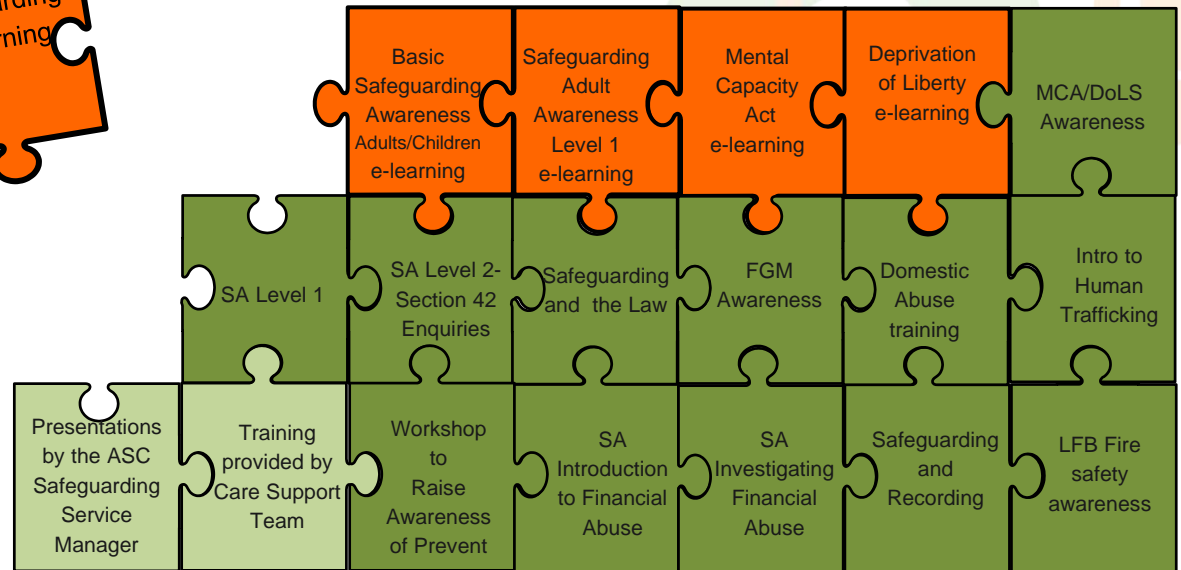 Basic
Safeguarding
Awareness
Adults/Children
e-learning
Safeguarding
Adult
Awareness
Level 1
e-learning
Mental
Capacity
Act
e-learning
Deprivation
of Liberty
e-learning
MCA/DoLS
Awareness
SA Level 1
SA Level 2-
Section 42
Enquiries
Safeguarding
and the Law
FGM
Awareness
Domestic
Abuse
training
Intro to
Human
Trafficking
Presentations
by the ASC
Safeguarding
Service
Manager
Training
provided by
Care Support
Team
Workshop
to
Raise
Awareness
of Prevent
SA
Introduction
to Financial
Abuse
SA
Investigating
Financial
Abuse
Safeguarding
and
Recording
LFB Fire
safety
awareness